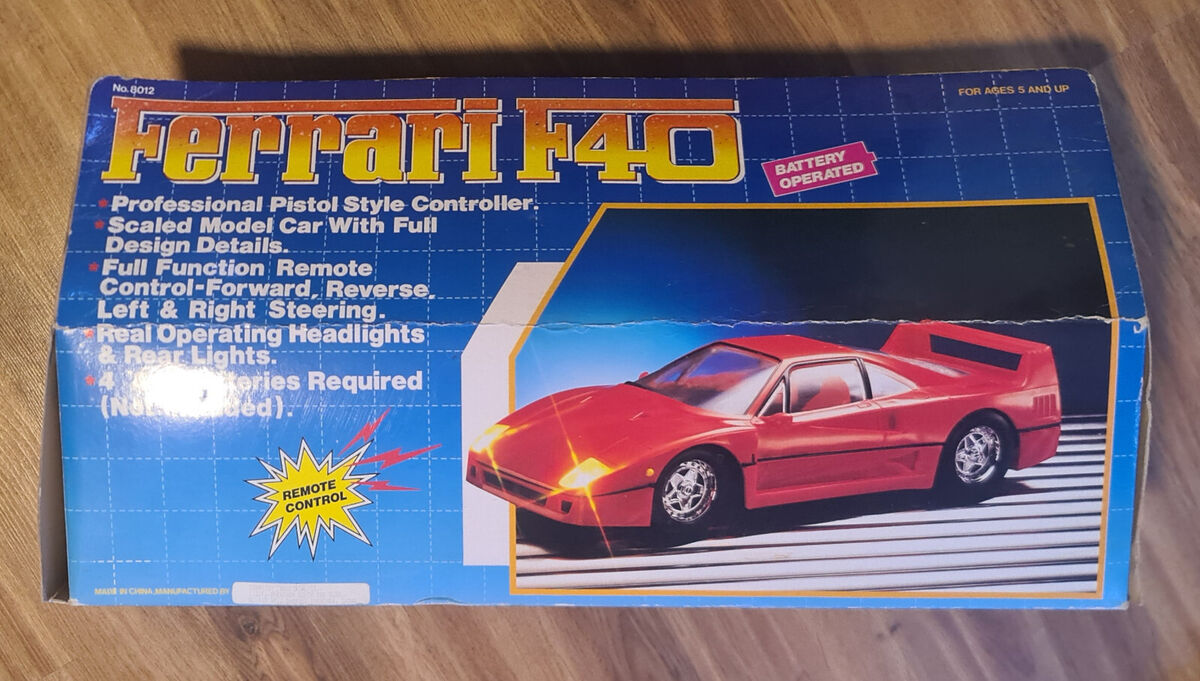 No.8012
FOR AGES 5 AND UP
Ferrari F40
BATTERY
OPERATED
*Professional Pistol Style Controller.
*Scaled Model Car With Full
Design Details.
*Full Function Remote
Control-Forward, Reverse,
Left & Right Steering.
*Real Operating Headlights
& Rear Lights.
*4 Required
REMOTE
CONTROL
MADE IN CHINA,MANUFACTURED BY